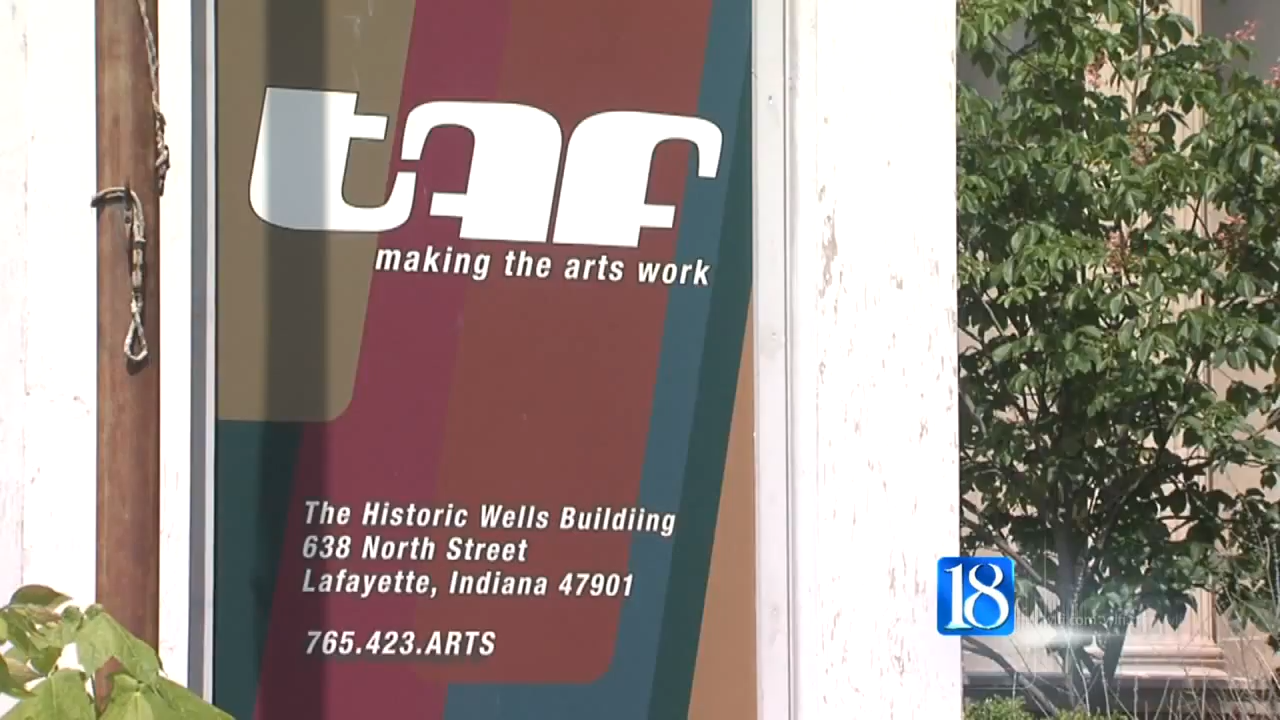 taf
making the arts work
The Historic Wells Buildiing
638 North Street
Lafayette, Indiana 47901
765.423.ARTS
18